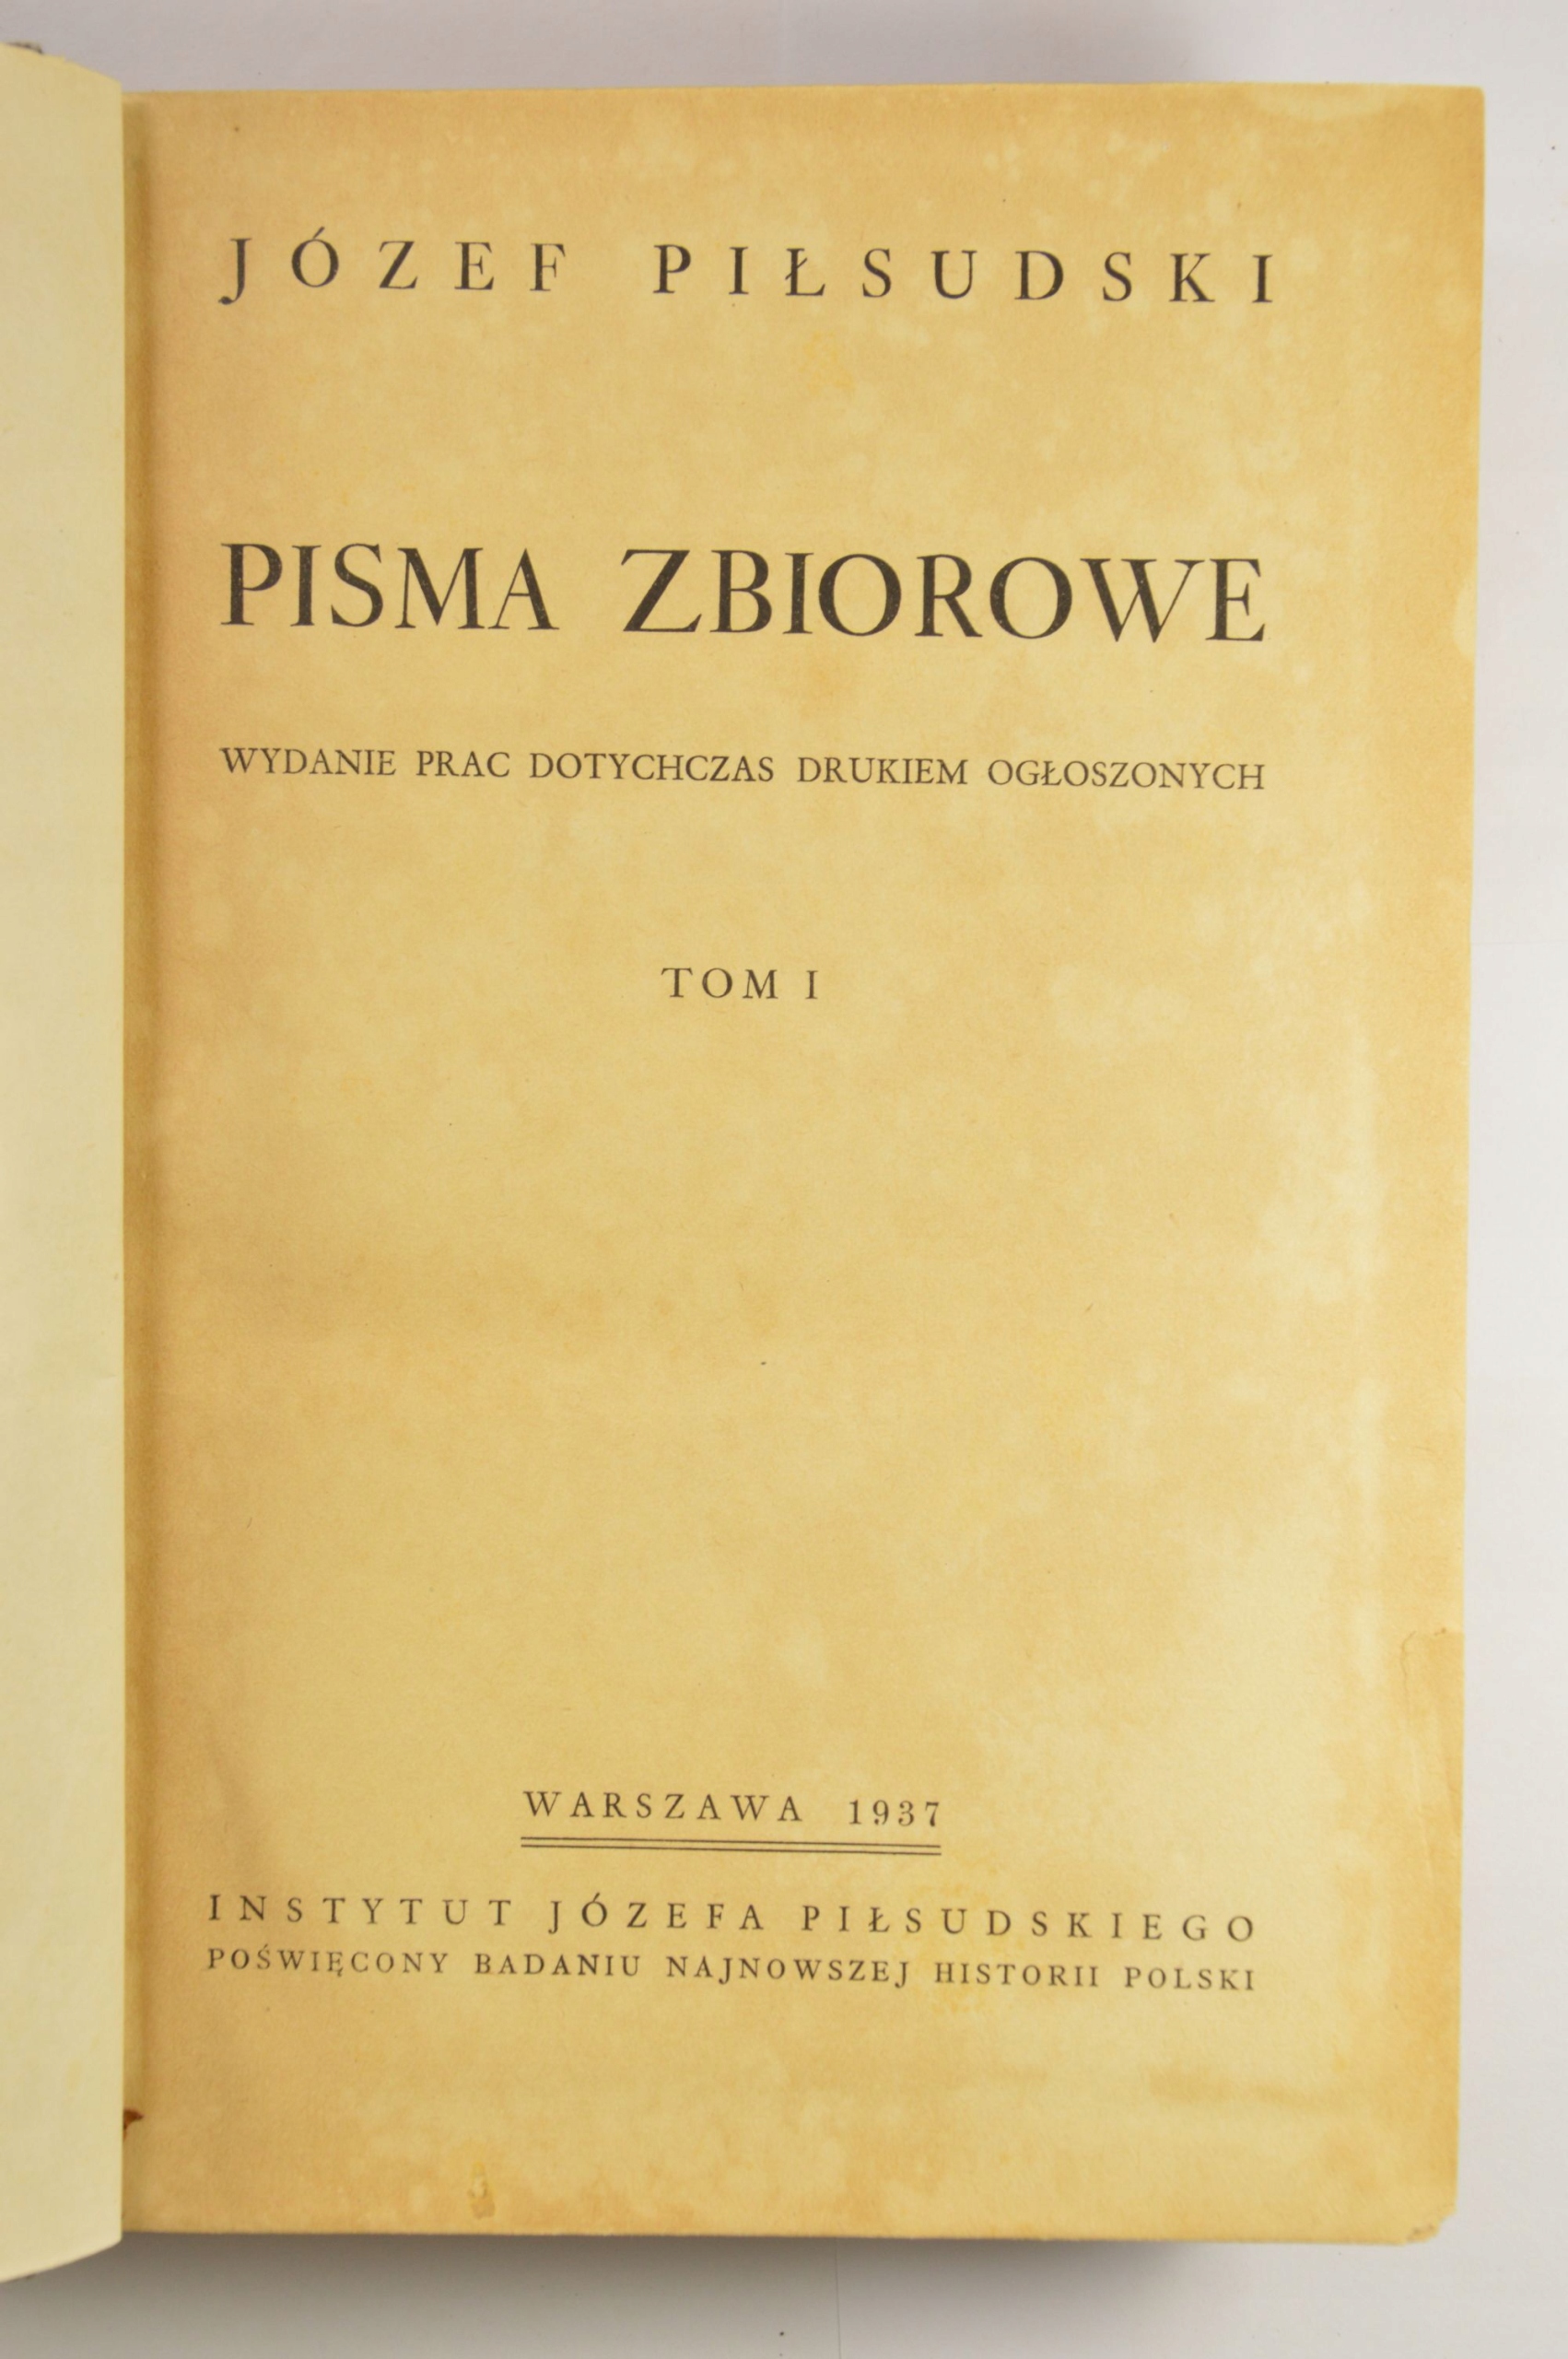 JÓZEF PIŁSUDSKI
PISMA ZBIOROWE
WYDANIE PRAC DOTYCHCZAS DRUKIEM OGŁOSZONYCH
TOM I
WARSZAWA 1937
INSTYTUT JÓZEFA PIŁSUDSKIEGO
POŚWIĘCONY BADANIU NAJNOWSZEJ HISTORII POLSKI